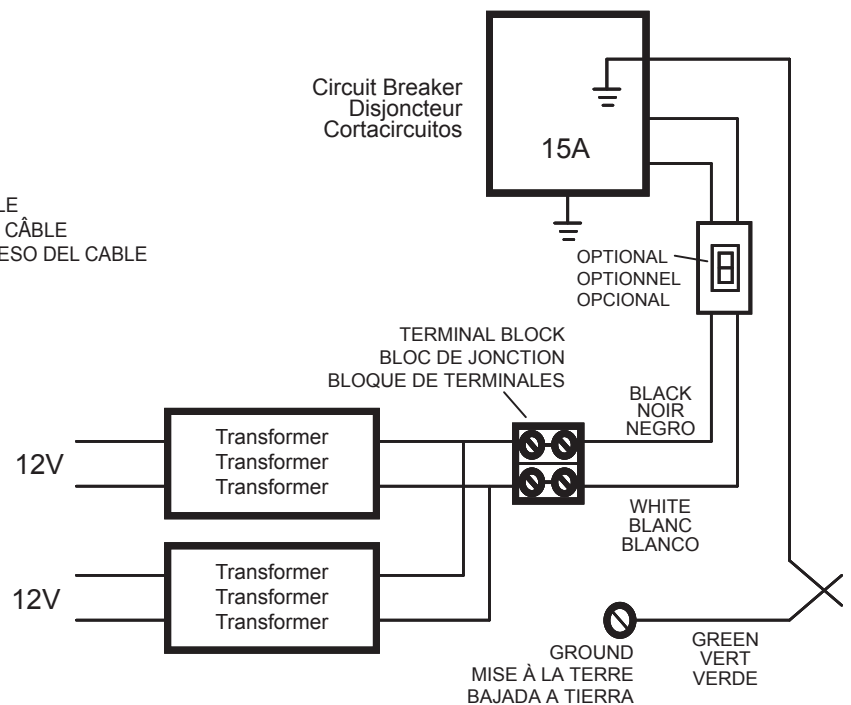 Circuit Breaker
Disjoncteur
Cortacircuitos
15A
CÂBLE
DEL CABLE
OPTIONAL
OPTIONNEL
OPCIONAL
TERMINAL BLOCK
BLOC DE JONCTION
BLOQUE DE TERMINALES
BLACK
NOIR
NEGRO
12V
Transformer
Transformer
Transformer
WHITE
BLANC
BLANCO
12V
Transformer
Transformer
Transformer
GROUND
MISE À LA TERRE
BAJADA A TIERRA
GREEN
VERT
VERDE